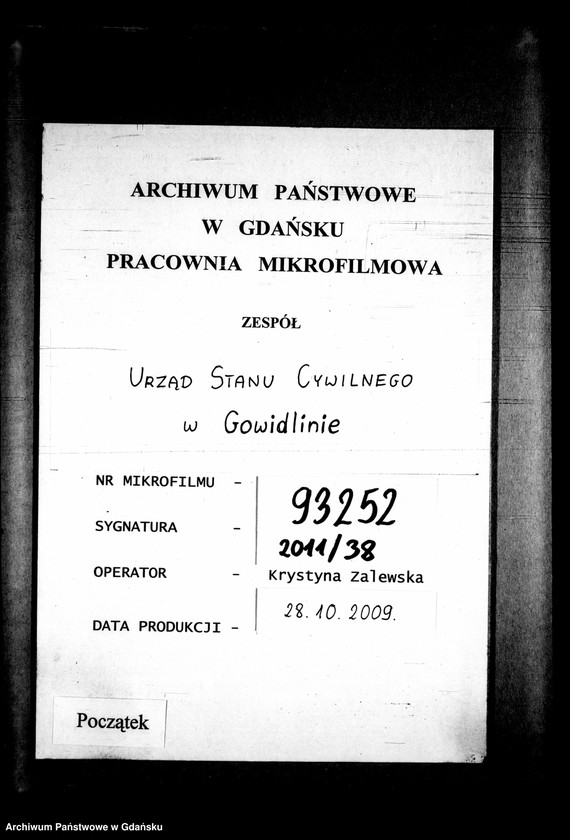 ARCHIWUM PAŃSTWOWE
W GDAŃSKU
PRACOWNIA MIKROFILMOWA
ZESPÓŁ
URZĄD STANU CYWILNEGO
w Gowidlinie
NR MIKROFILMU - 93252
SYGNATURA - 2011/38
OPERATOR - Krystyna Zalewska
DATA PRODUKCJI - 28.10.2009.
Początek
Archiwum Państwowe w Gdańsku